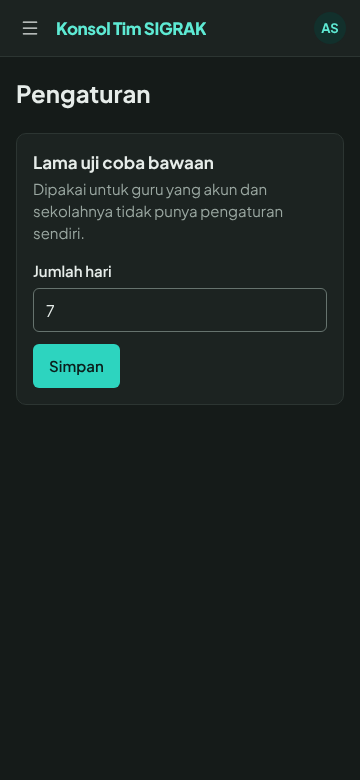 Konsol Tim SIGRAK
AS
Pengaturan
Lama uji coba bawaan
Dipakai untuk guru yang akun dan
sekolahnya tidak punya pengaturan
sendiri.
Jumlah hari
7
Simpan